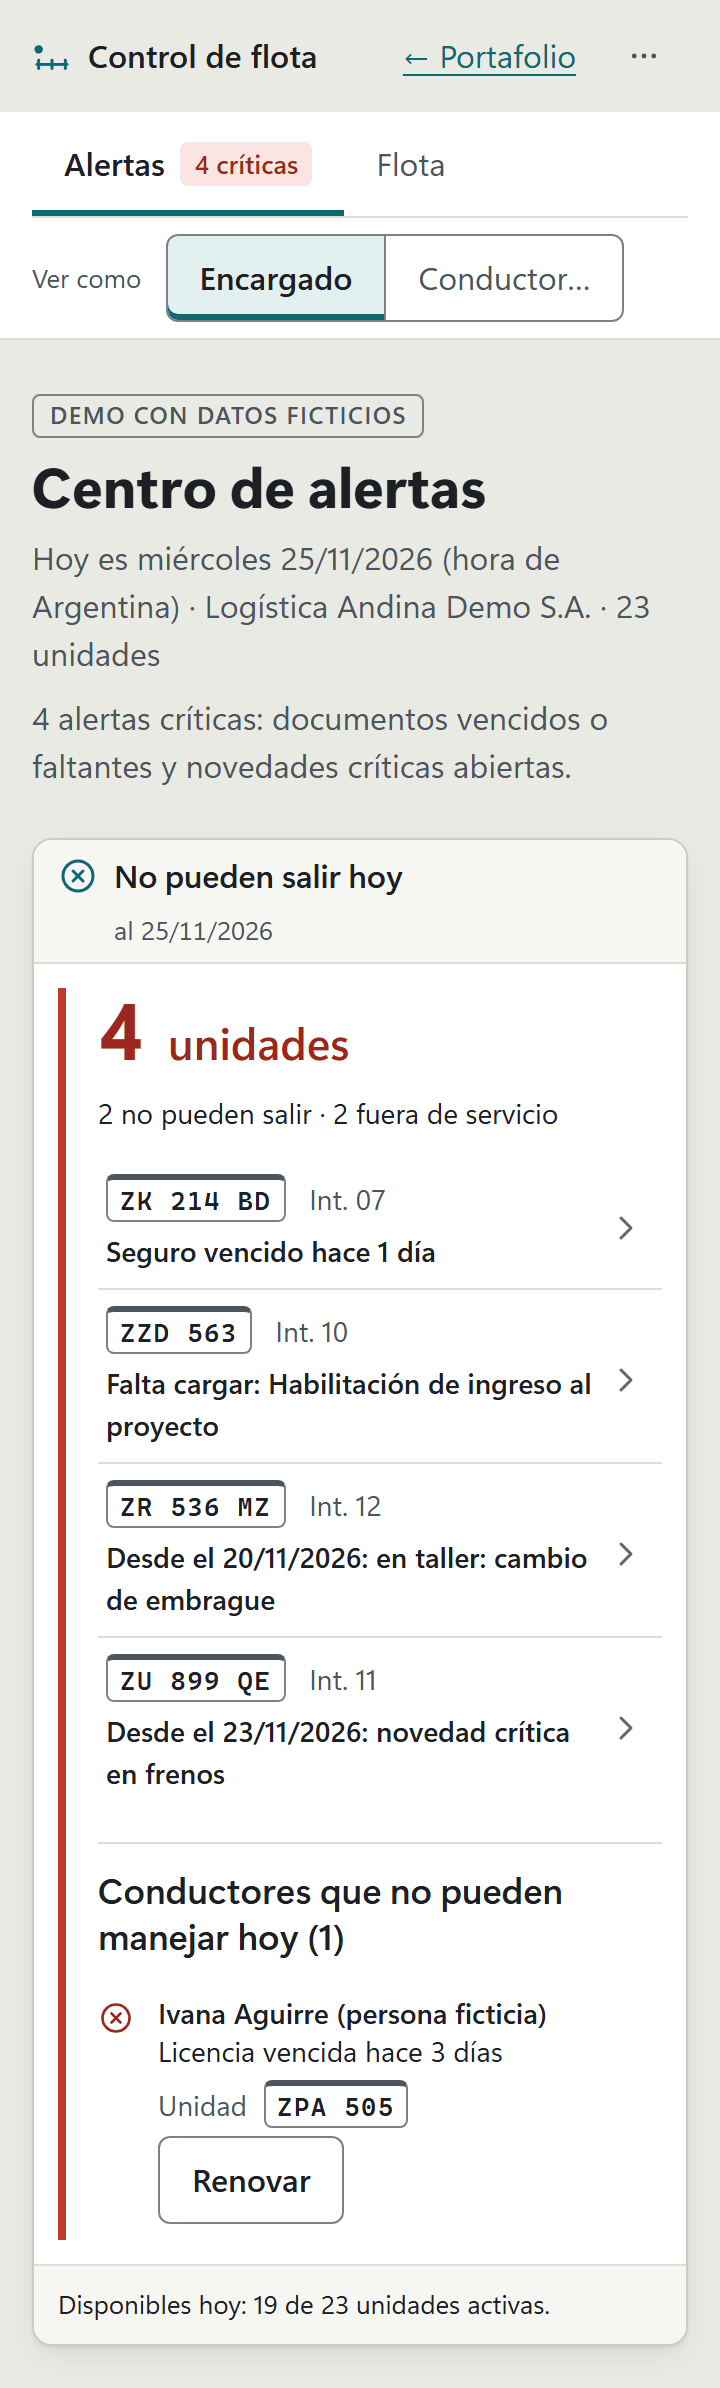 Control de flota
← Portafolio
...
Alertas
4 críticas
Flota
Ver como
Encargado
Conductor...
DEMO CON DATOS FICTICIOS
Centro de alertas
Hoy es miércoles 25/11/2026 (hora de
Argentina) · Logística Andina Demo S.A. · 23
unidades
4 alertas críticas: documentos vencidos o
faltantes y novedades críticas abiertas.
No pueden salir hoy
al 25/11/2026
4 unidades
2 no pueden salir · 2 fuera de servicio
ZK 214 BD Int. 07
Seguro vencido hace 1 día
ZZD 563 Int. 10
Falta cargar: Habilitación de ingreso al
proyecto
ZR 536 MZ Int. 12
Desde el 20/11/2026: en taller: cambio
de embrague
ZU 899 QE Int. 11
Desde el 23/11/2026: novedad crítica
en frenos
Conductores que no pueden
manejar hoy (1)
Ivana Aguirre (persona ficticia)
Licencia vencida hace 3 días
Unidad ZPA 505
Renovar
Disponibles hoy: 19 de 23 unidades activas.